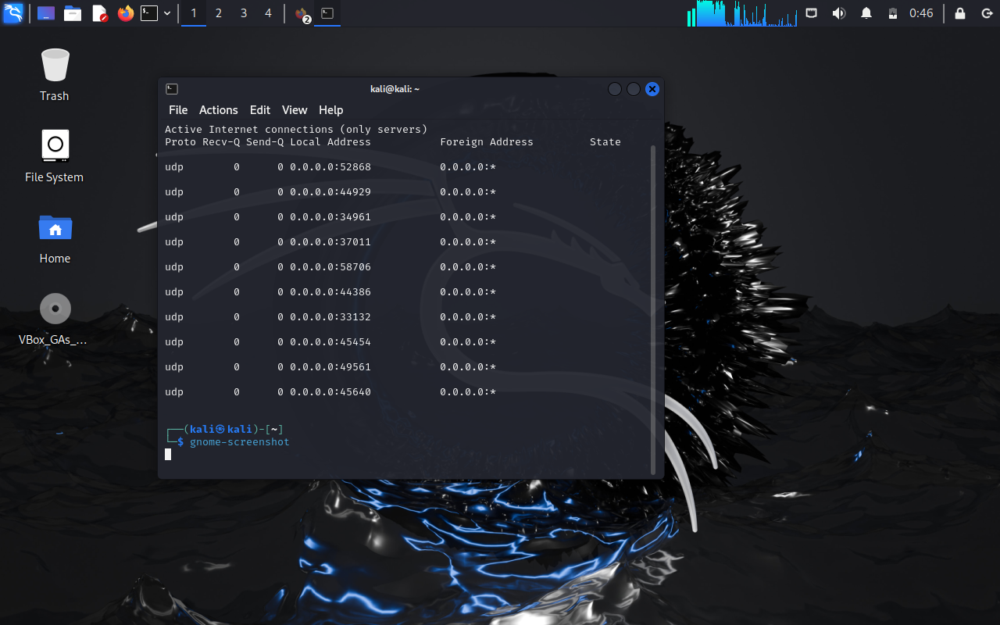 1 2 3 4 2 0:46
Trash
File System
Home
VBox_GAs_...
kali@kali: ~
File Actions Edit View Help
Active Internet connections (only servers)
Proto Recv-Q Send-Q Local Address Foreign Address State
udp 0 0 0.0.0.0:52868 0.0.0.0:*
udp 0 0 0.0.0.0:44929 0.0.0.0:*
udp 0 0 0.0.0.0:34961 0.0.0.0:*
udp 0 0 0.0.0.0:37011 0.0.0.0:*
udp 0 0 0.0.0.0:58706 0.0.0.0:*
udp 0 0 0.0.0.0:44386 0.0.0.0:*
udp 0 0 0.0.0.0:33132 0.0.0.0:*
udp 0 0 0.0.0.0:45454 0.0.0.0:*
udp 0 0 0.0.0.0:49561 0.0.0.0:*
udp 0 0 0.0.0.0:45640 0.0.0.0:*
┌──(kali㉿kali)-[~]
└─$ gnome-screenshot